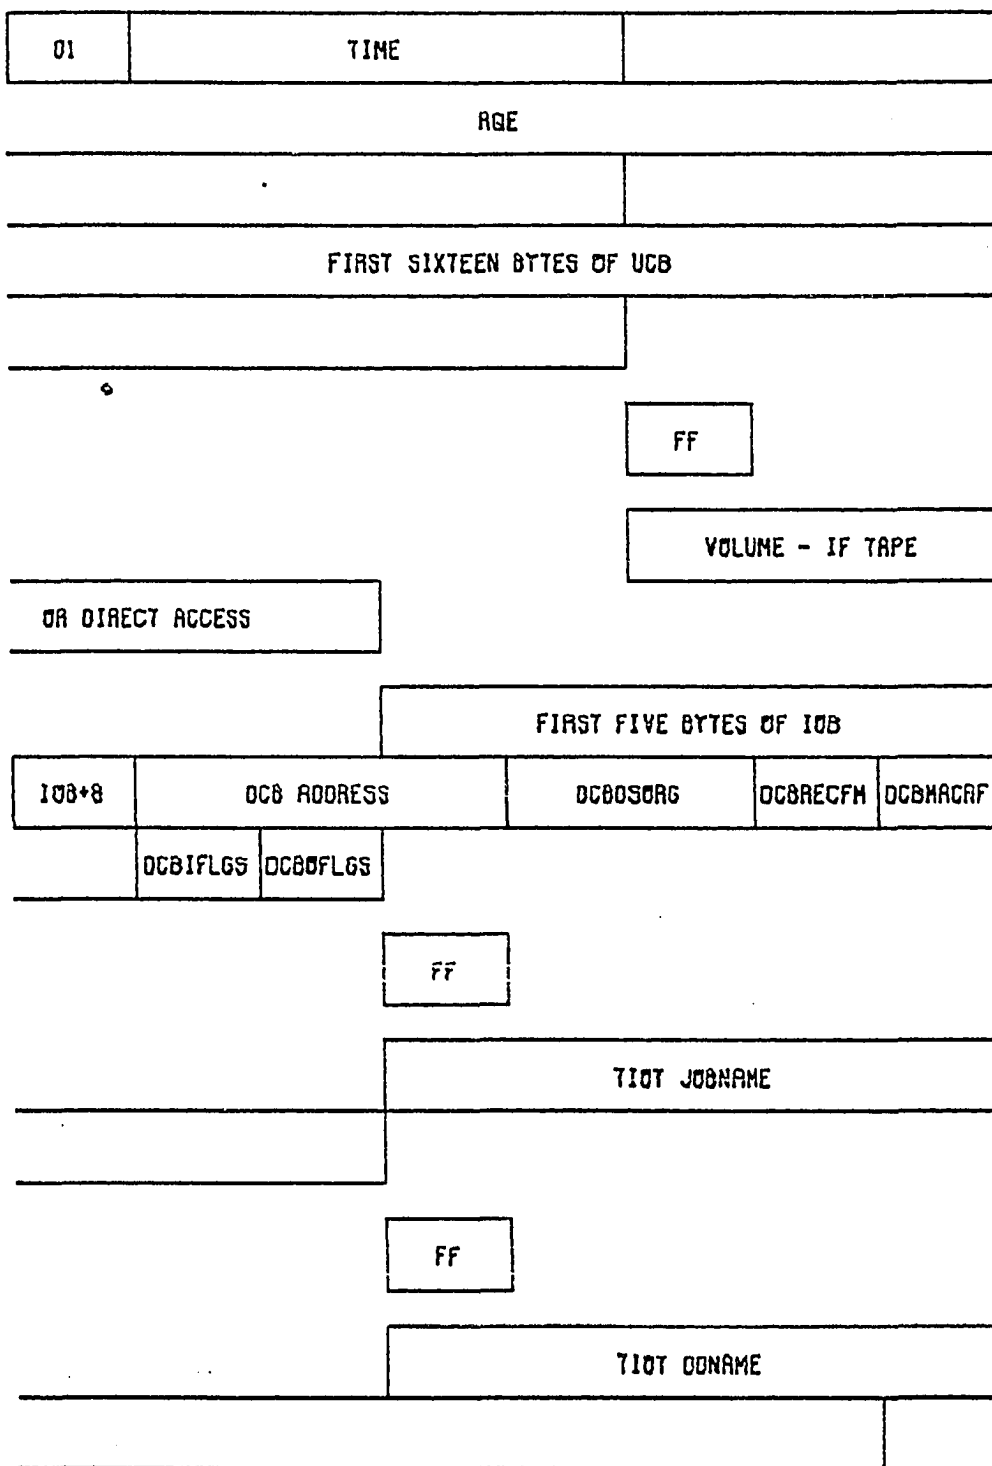 01 TIME
RQE
FIRST SIXTEEN BYTES OF UCB
FF
VOLUME - IF TAPE
OR DIRECT ACCESS
FIRST FIVE BYTES OF IOB
IOB+8 DCB ADDRESS DCBDSORG DCBRECFM DCBMACRF
DCBIFLGS DCBOFLGS
FF
TIOT JOBNAME
FF
TIOT DDNAME